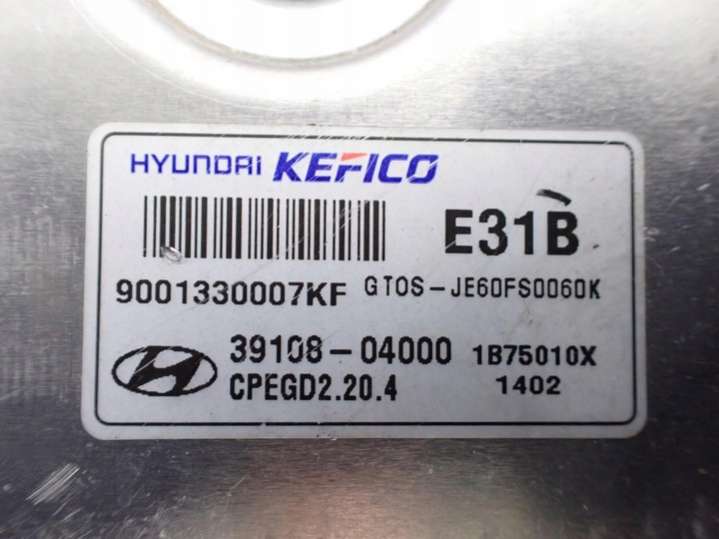 HYUNDAI KEFICO
E31B
9001330007KF GTOS-JE60FS0060K
39108-04000 1B75010X
CPEGD2.20.4 1402